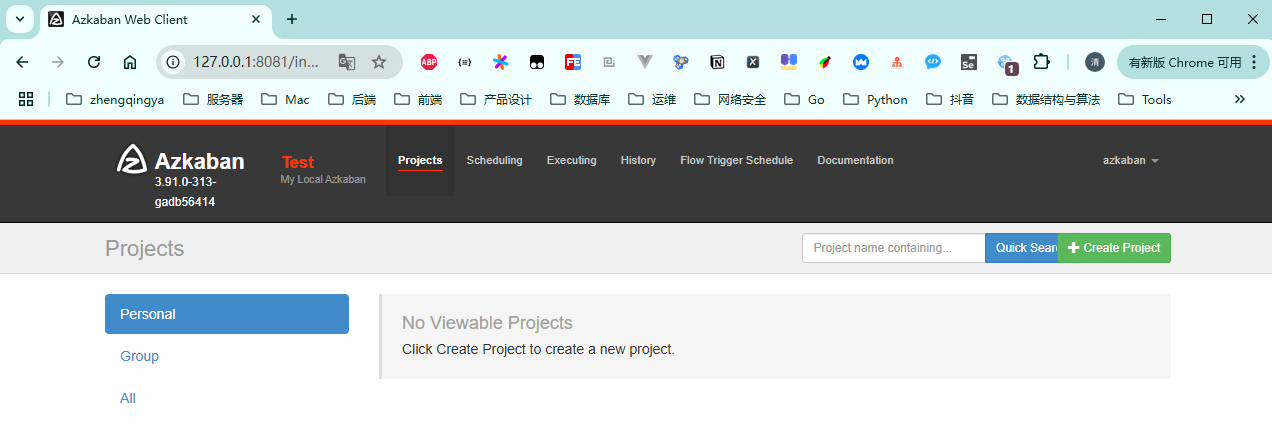 Azkaban Web Client
127.0.0.1:8081/in...
有新版 Chrome 可用
zhengqingya 服务器 Mac 后端 前端 产品设计 数据库 运维 网络安全 Go Python 抖音 数据结构与算法 Tools
Azkaban
3.91.0-313-
gadb56414
Test
My Local Azkaban
Projects Scheduling Executing History Flow Trigger Schedule Documentation azkaban
Projects
Project name containing... Quick Sear Create Project
Personal
Group
All
No Viewable Projects
Click Create Project to create a new project.